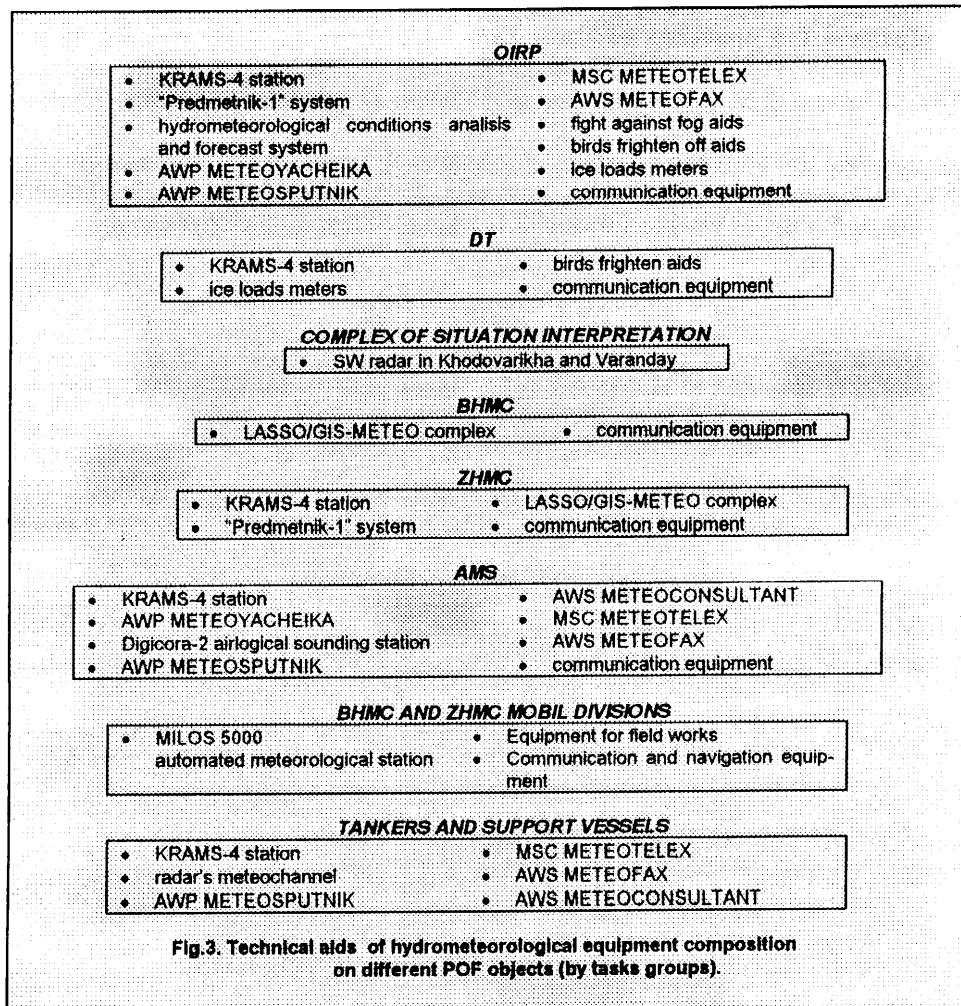 OIRP
• KRAMS-4 station
• "Predmetnik-1" system
• hydrometeorological conditions analisis
and forecast system
• AWP METEOYACHEIKA
• AWP METEOSPUTNIK
• MSC METEOTELEX
• AWS METEOFAX
• fight against fog aids
• birds frighten off aids
• ice loads meters
• communication equipment
DT
• KRAMS-4 station
• ice loads meters
• birds frighten aids
• communication equipment
COMPLEX OF SITUATION INTERPRETATION
• SW radar in Khodovarikha and Varanday
BHMC
• LASSO/GIS-METEO complex
• communication equipment
ZHMC
• KRAMS-4 station
• "Predmetnik-1" system
• LASSO/GIS-METEO complex
• communication equipment
AMS
• KRAMS-4 station
• AWP METEOYACHEIKA
• Digicora-2 airlogical sounding station
• AWP METEOSPUTNIK
• AWS METEOCONSULTANT
• MSC METEOTELEX
• AWS METEOFAX
• communication equipment
BHMC AND ZHMC MOBIL DIVISIONS
• MILOS 5000
automated meteorological station
• Equipment for field works
• Communication and navigation equip-
ment
TANKERS AND SUPPORT VESSELS
• KRAMS-4 station
• radar's meteochannel
• AWP METEOSPUTNIK
• MSC METEOTELEX
• AWS METEOFAX
• AWS METEOCONSULTANT
Fig.3. Technical aids of hydrometeorological equipment composition
on different POF objects (by tasks groups).